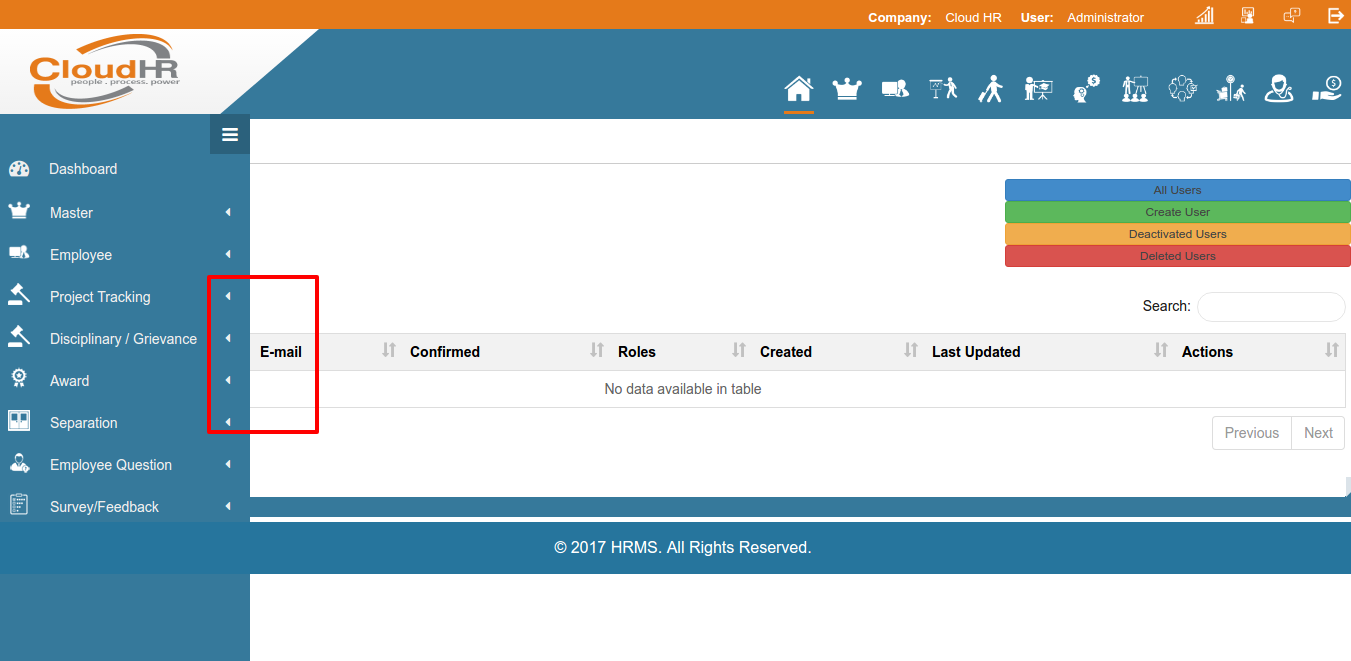 Company: Cloud HR User: Administrator
CloudHR
people . process. power
Dashboard
Master
Employee
Project Tracking
Disciplinary / Grievance
Award
Separation
Employee Question
Survey/Feedback
All Users
Create User
Deactivated Users
Deleted Users
Search:
E-mail Confirmed Roles Created Last Updated Actions
No data available in table
Previous Next
© 2017 HRMS. All Rights Reserved.